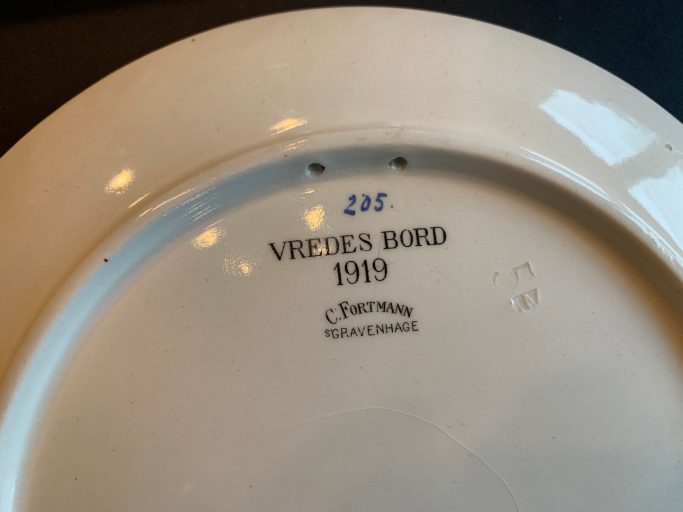 205.
VREDES BORD
1919
C. FORTMANN
S'GRAVENHAGE